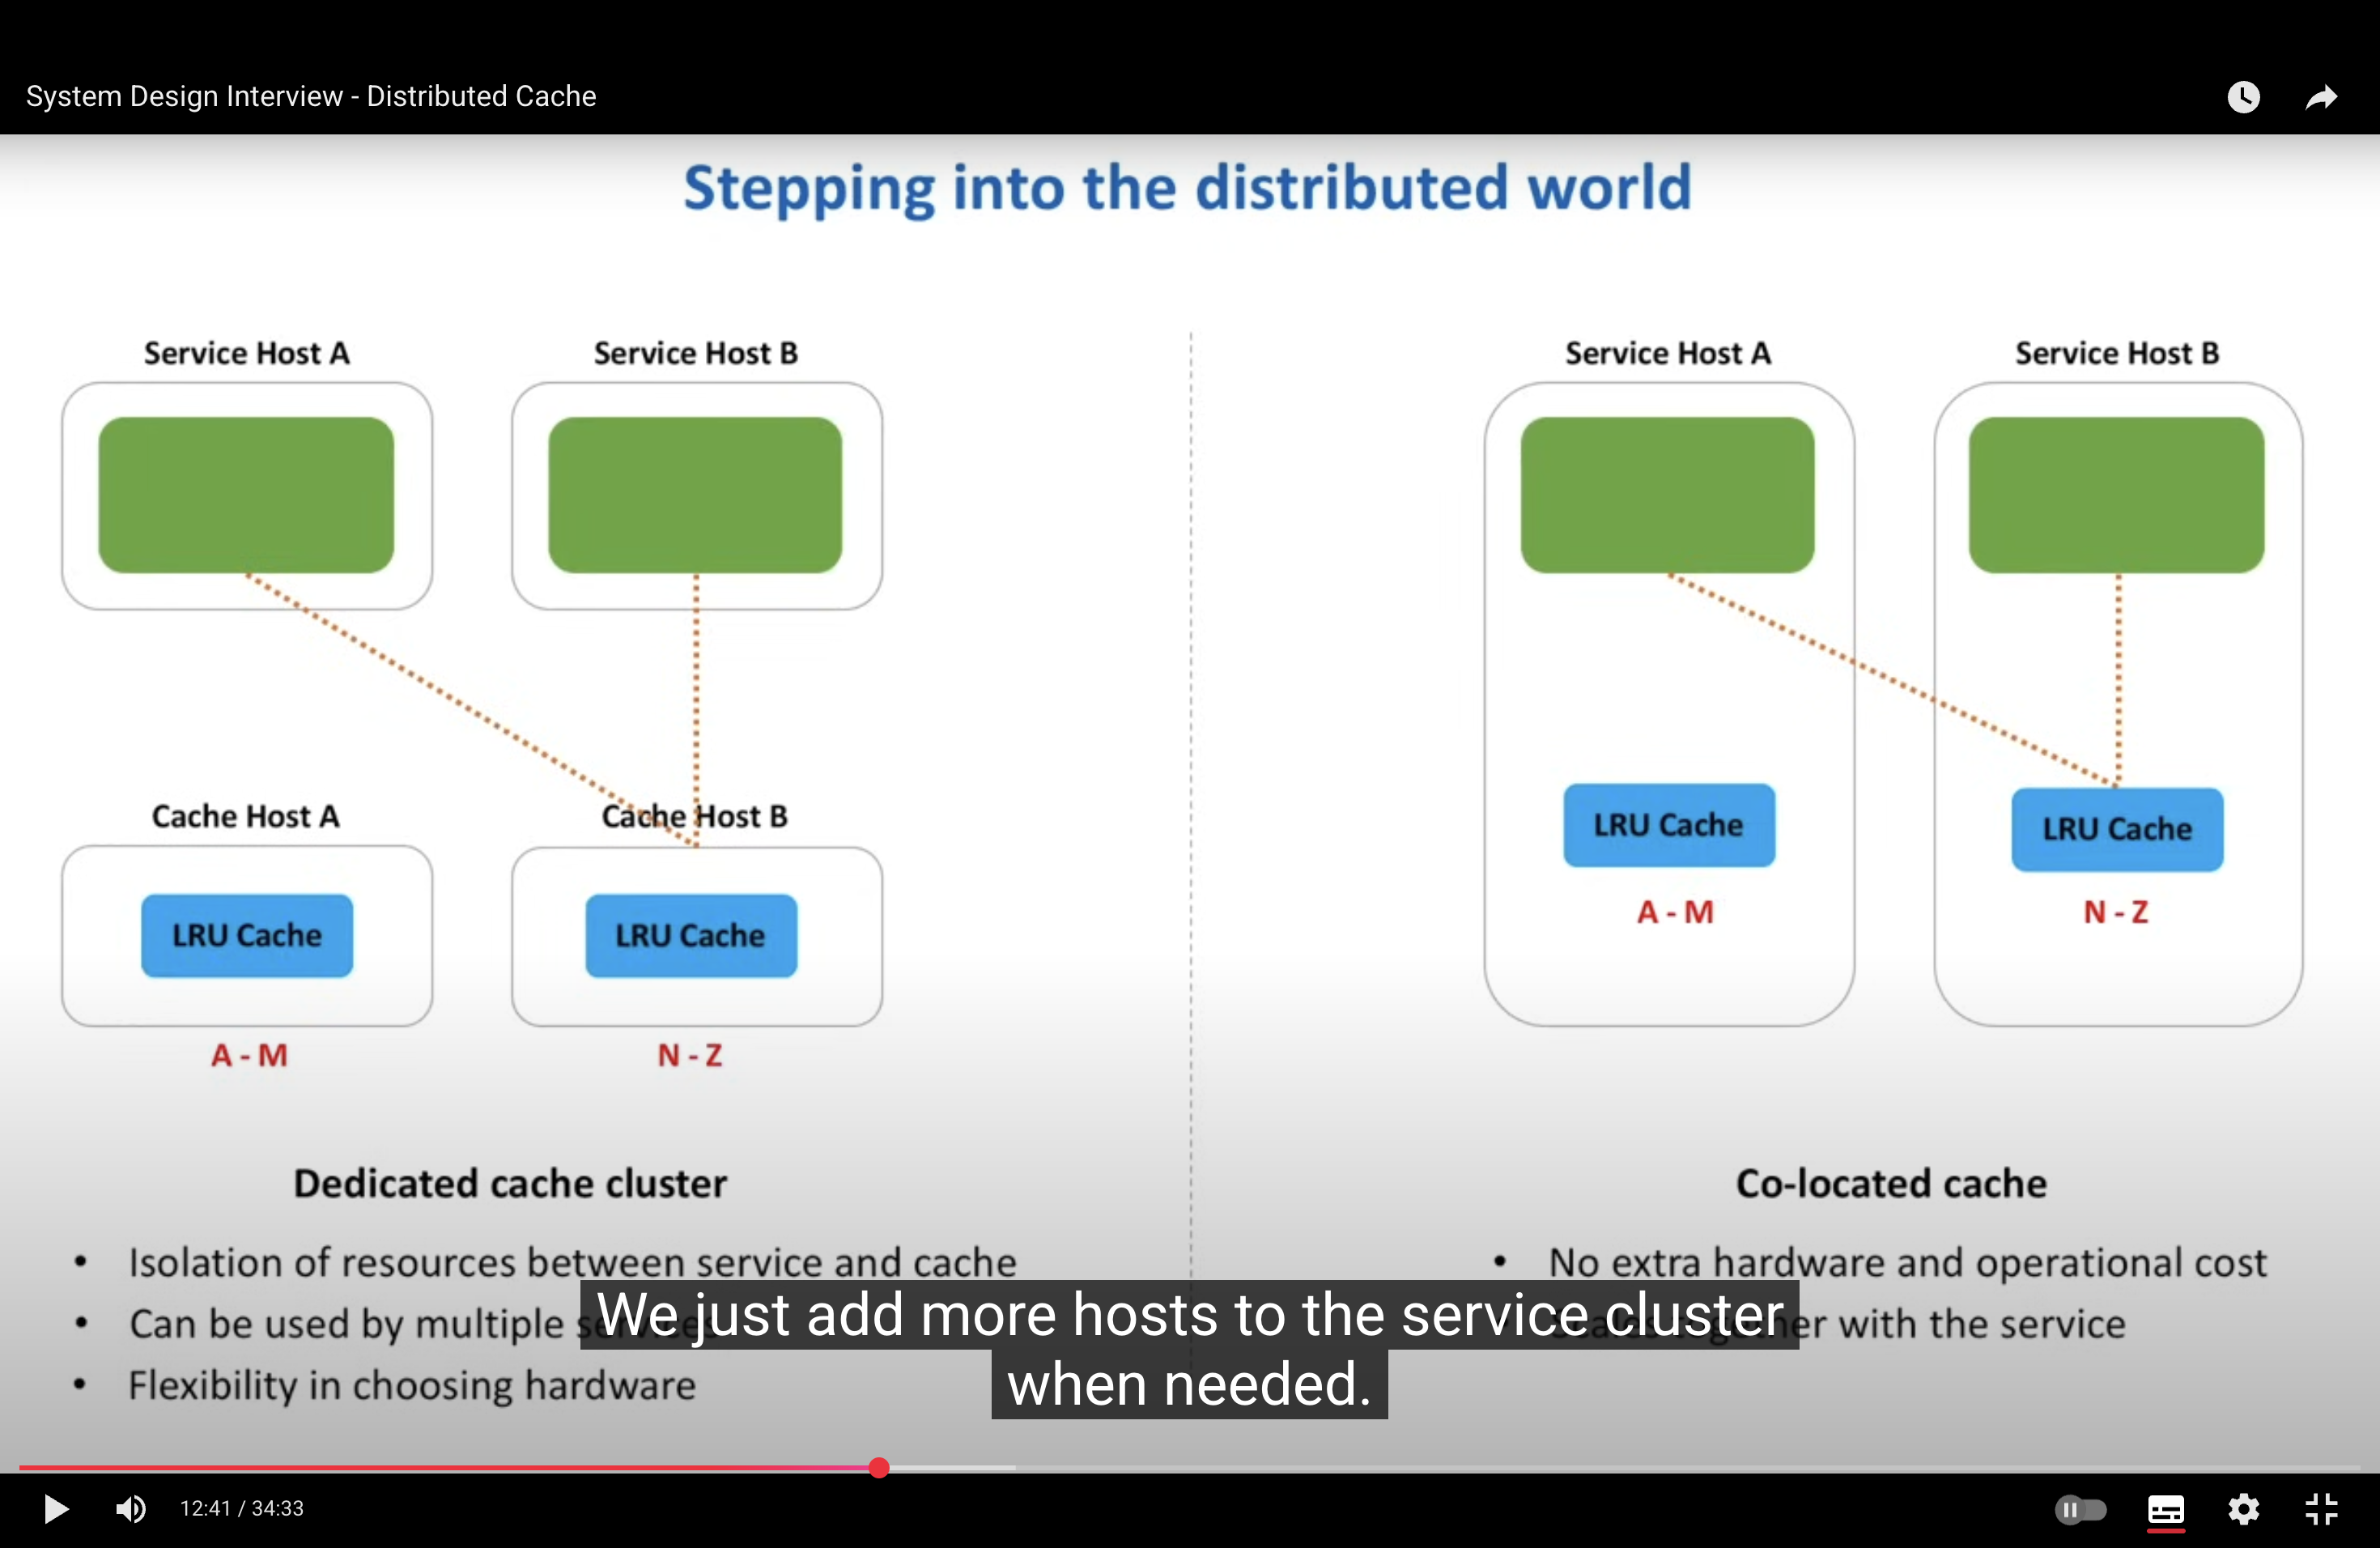 System Design Interview - Distributed Cache
Stepping into the distributed world
Service Host A
Service Host B
Cache Host A
Cache Host B
LRU Cache
LRU Cache
A - M
N - Z
Dedicated cache cluster
• Isolation of resources between service and cache
• Can be used by multiple services
• Flexibility in choosing hardware
Service Host A
Service Host B
LRU Cache
LRU Cache
A - M
N - Z
Co-located cache
• No extra hardware and operational cost
• Scales together with the service
We just add more hosts to the service cluster
when needed.
12:41 / 34:33